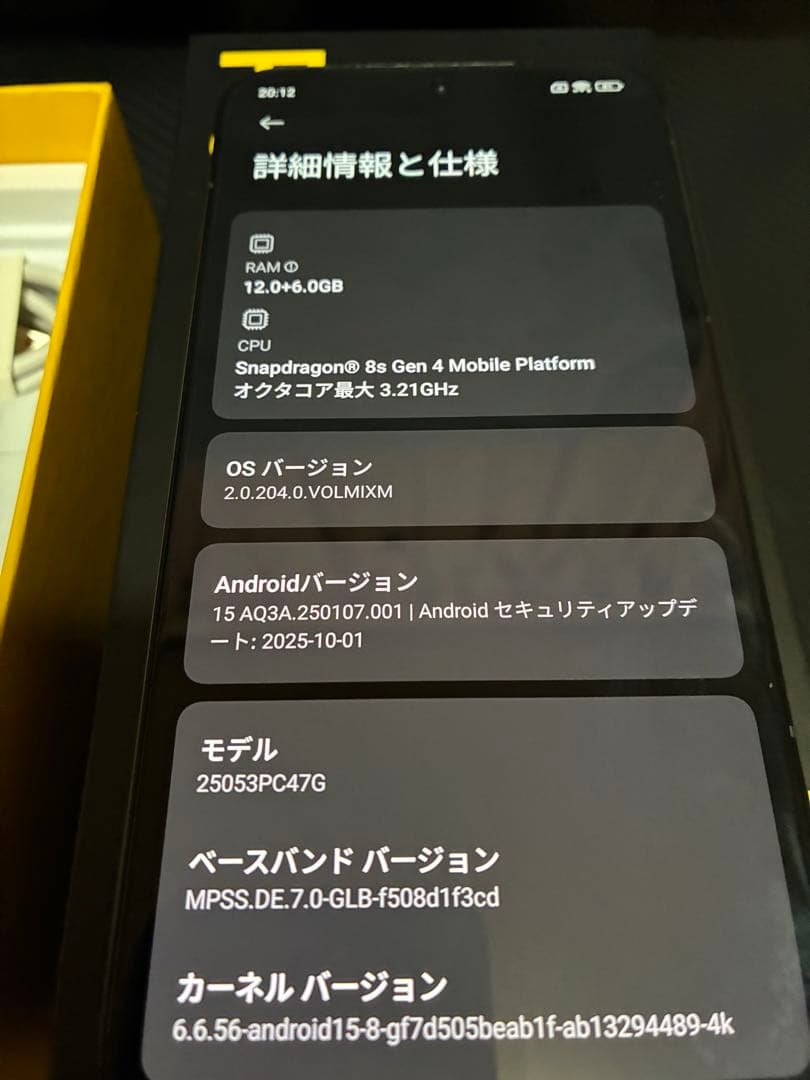 20:12
詳細情報と仕様
RAM
12.0+6.0GB
CPU
Snapdragon® 8s Gen 4 Mobile Platform
オクタコア最大 3.21GHz
OS バージョン
2.0.204.0.VOLMIXM
Androidバージョン
15 AQ3A.250107.001 | Android セキュリティアップデ
ート: 2025-10-01
モデル
25053PC47G
ベースバンド バージョン
MPSS.DE.7.0-GLB-f508d1f3cd
カーネル バージョン
6.6.56-android15-8-gf7d505beab1f-ab13294489-4k